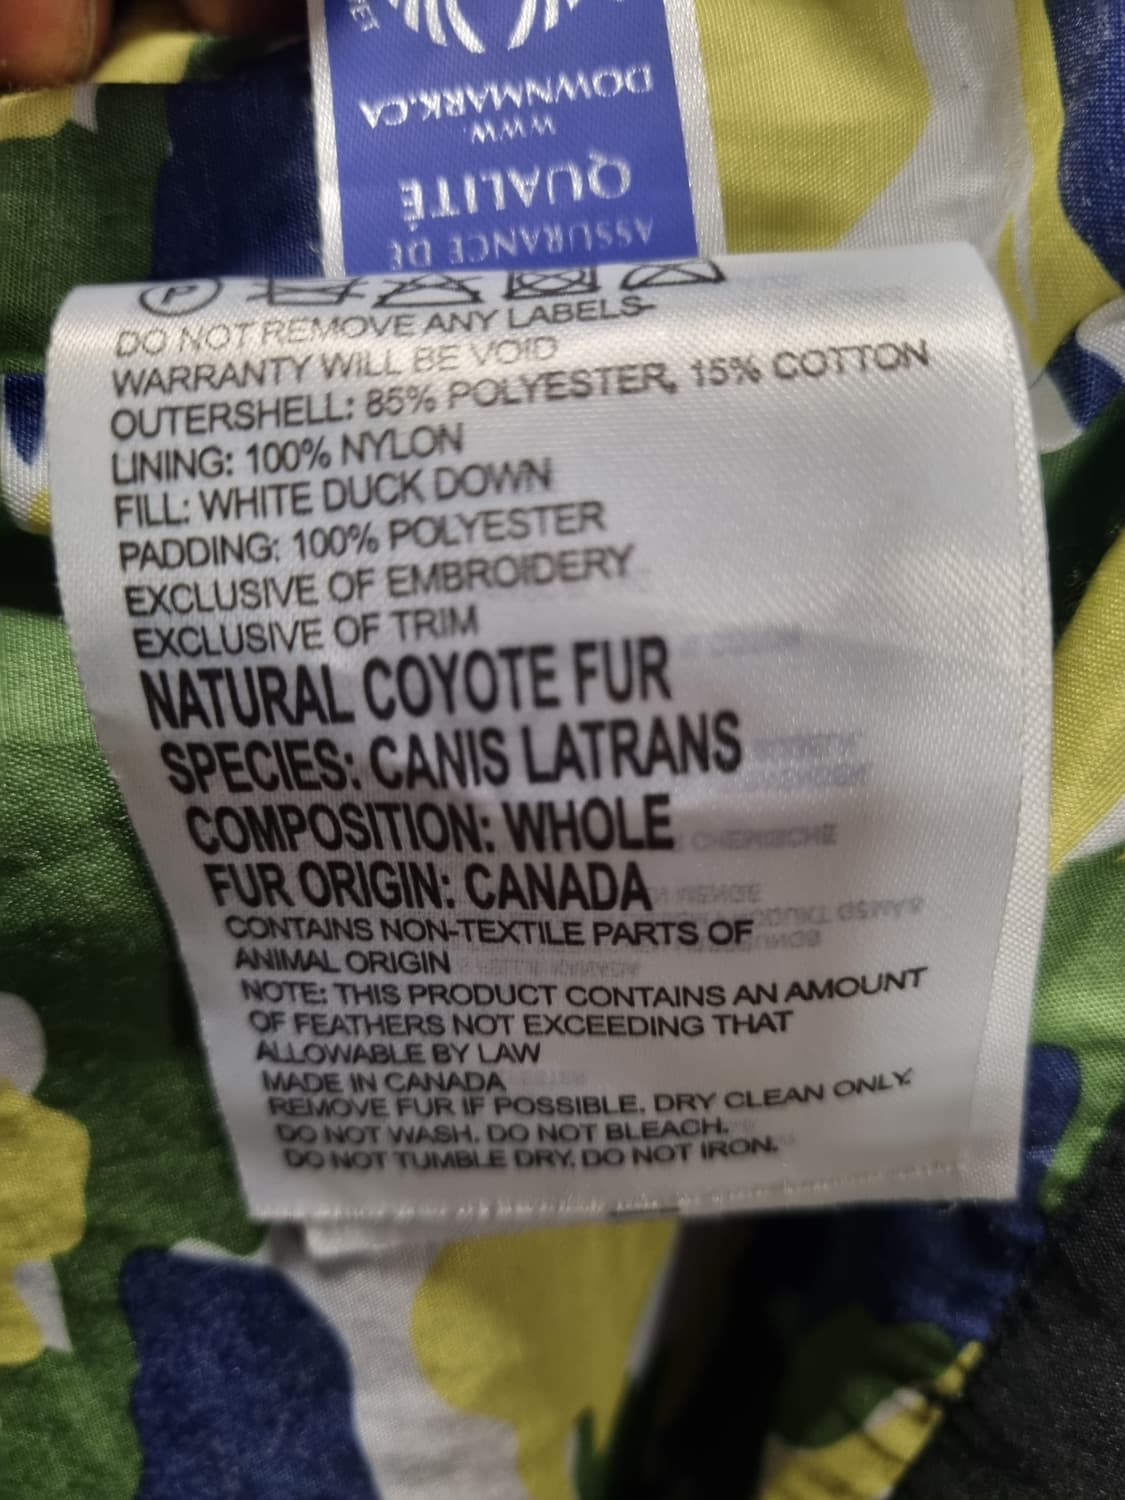 DOWNMARK.CA
WWW
QUALITÉ
ASSURANCE DE
P
DO NOT REMOVE ANY LABELS-
WARRANTY WILL BE VOID
OUTERSHELL: 85% POLYESTER, 15% COTTON
LINING: 100% NYLON
FILL: WHITE DUCK DOWN
PADDING: 100% POLYESTER
EXCLUSIVE OF EMBROIDERY
EXCLUSIVE OF TRIM
NATURAL COYOTE FUR
SPECIES: CANIS LATRANS
COMPOSITION: WHOLE
FUR ORIGIN: CANADA
CONTAINS NON-TEXTILE PARTS OF
ANIMAL ORIGIN
NOTE: THIS PRODUCT CONTAINS AN AMOUNT
OF FEATHERS NOT EXCEEDING THAT
ALLOWABLE BY LAW
MADE IN CANADA
REMOVE FUR IF POSSIBLE. DRY CLEAN ONLY.
DO NOT WASH. DO NOT BLEACH.
DO NOT TUMBLE DRY. DO NOT IRON.